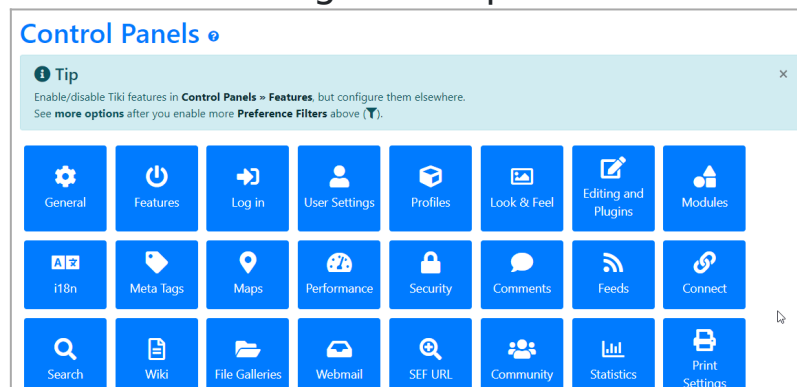 Control Panels
Tip
×
Enable/disable Tiki features in Control Panels » Features, but configure them elsewhere.
See more options after you enable more Preference Filters above ( ).
General
Features
Log in
User Settings
Profiles
Look & Feel
Editing and
Plugins
Modules
i18n
Meta Tags
Maps
Performance
Security
Comments
Feeds
Connect
Search
Wiki
File Galleries
Webmail
SEF URL
Community
Statistics
Print
Settings